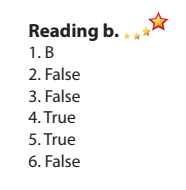 Reading b.
1. B
2. False
3. False
4. True
5. True
6. False